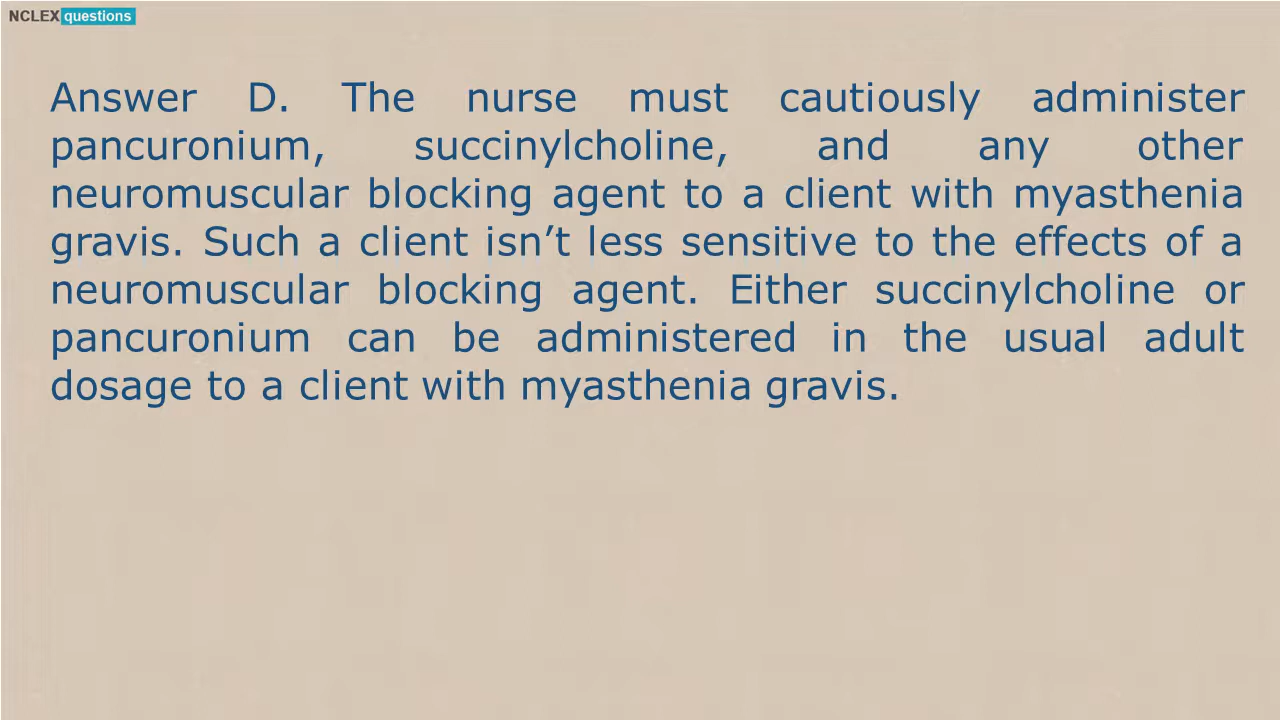 NCLEX questions
Answer D. The nurse must cautiously administer
pancuronium, succinylcholine, and any other
neuromuscular blocking agent to a client with myasthenia
gravis. Such a client isn’t less sensitive to the effects of a
neuromuscular blocking agent. Either succinylcholine or
pancuronium can be administered in the usual adult
dosage to a client with myasthenia gravis.